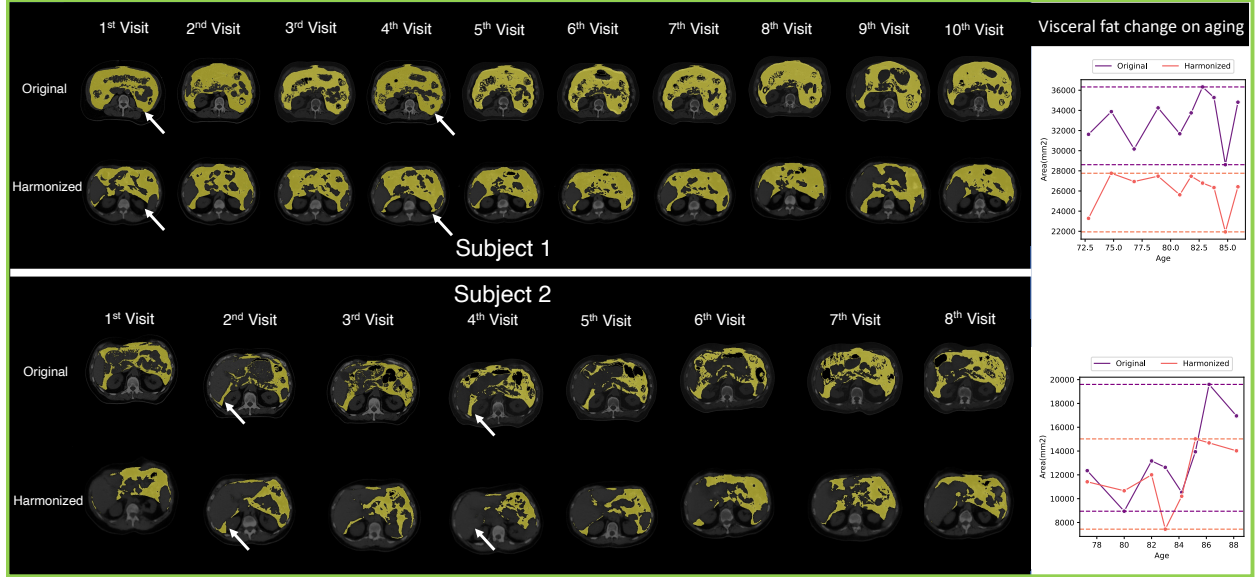 1st Visit 2nd Visit 3rd Visit 4th Visit 5th Visit 6th Visit 7th Visit 8th Visit 9th Visit 10th Visit
Visceral fat change on aging
Original
Harmonized
Subject 1
Original Harmonized
36000
34000
32000
30000
28000
26000
24000
22000
Area(mm2)
72.5 75.0 77.5 80.0 82.5 85.0
Age
Subject 2
1st Visit 2nd Visit 3rd Visit 4th Visit 5th Visit 6th Visit 7th Visit 8th Visit
Original
Harmonized
Original Harmonized
20000
18000
16000
14000
12000
10000
8000
Area(mm2)
78 80 82 84 86 88
Age